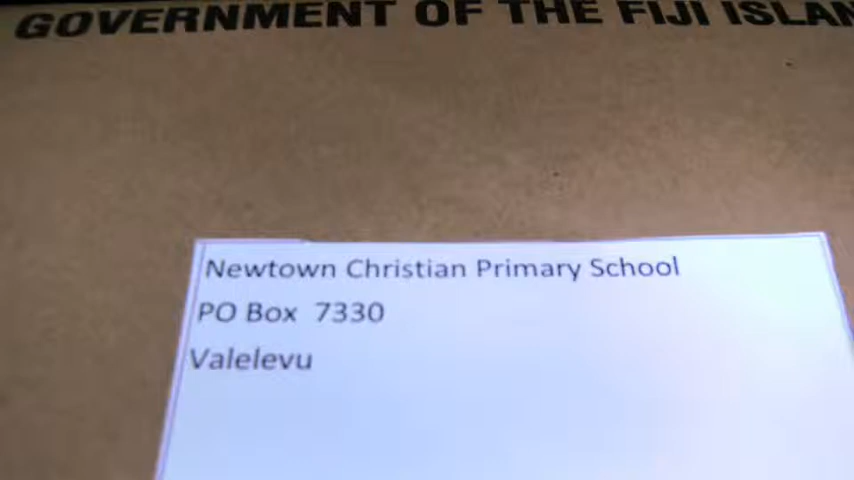 GOVERNMENT OF THE FIJI ISLAN
Newtown Christian Primary School
PO Box 7330
Valelevu